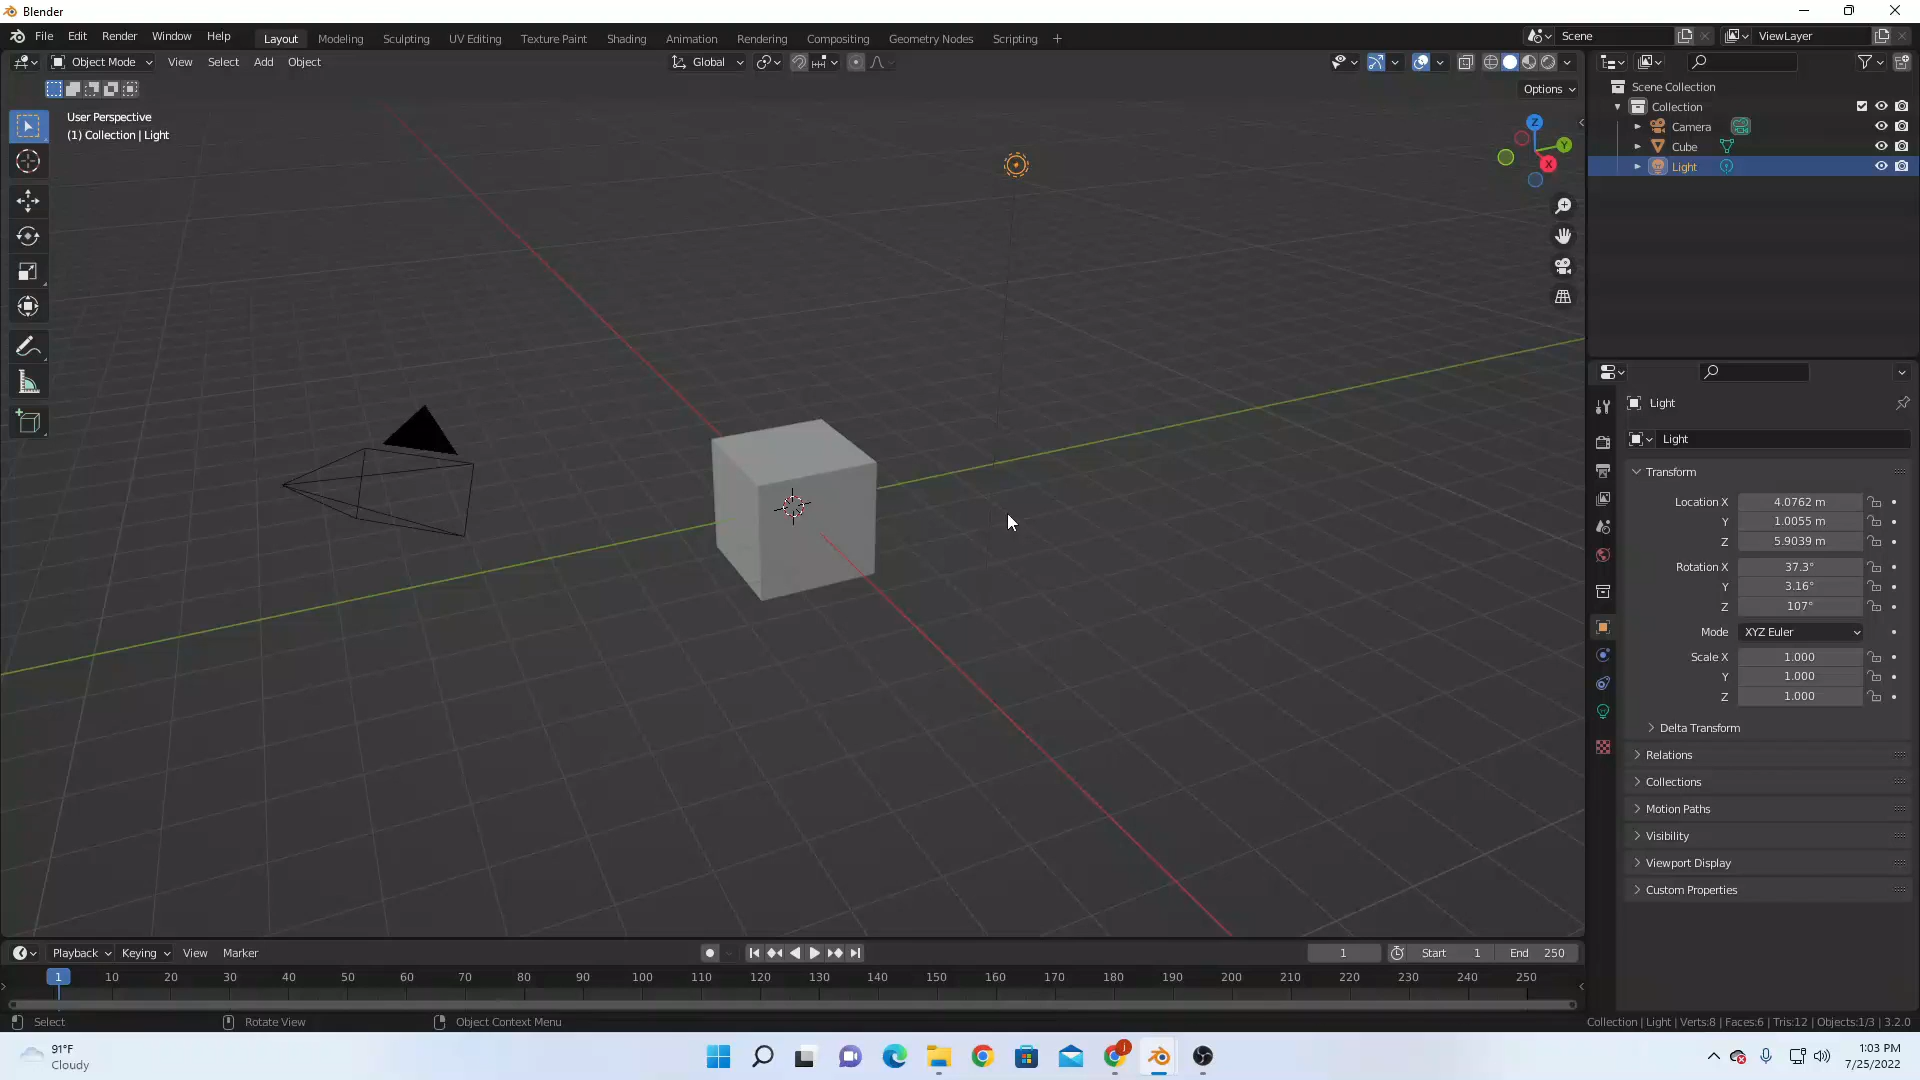 Blender
File Edit Render Window Help Layout Modeling Sculpting UV Editing Texture Paint Shading Animation Rendering Compositing Geometry Nodes Scripting + Scene ViewLayer
Object Mode View Select Add Object Global
Options
User Perspective
(1) Collection | Light
Z
Y
X
Scene Collection
Collection
Camera
Cube
Light
Light
Light
Transform
Location X 4.0762 m
Y 1.0055 m
Z 5.9039 m
Rotation X 37.3°
Y 3.16°
Z 107°
Mode XYZ Euler
Scale X 1.000
Y 1.000
Z 1.000
Delta Transform
Relations
Collections
Motion Paths
Visibility
Viewport Display
Custom Properties
Playback Keying View Marker 1 Start 1 End 250
1 10 20 30 40 50 60 70 80 90 100 110 120 130 140 150 160 170 180 190 200 210 220 230 240 250
Select Rotate View Object Context Menu Collection | Light | Verts:8 | Faces:6 | Tris:12 | Objects:1/3 | 3.2.0
91°F
Cloudy
1:03 PM
7/25/2022